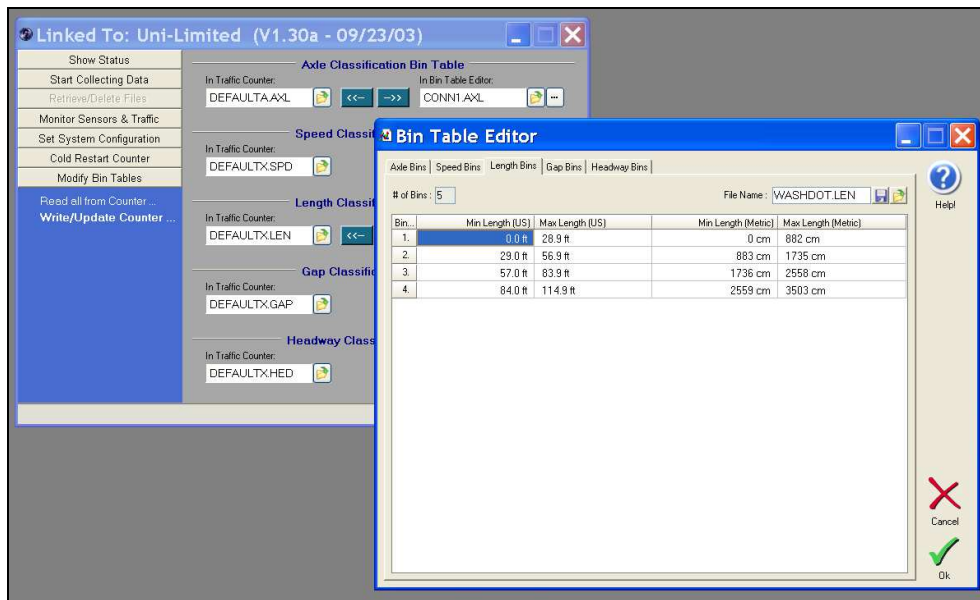 Linked To: Uni-Limited (V1.30a - 09/23/03)
Show Status
Start Collecting Data
Retrieve/Delete Files
Monitor Sensors & Traffic
Set System Configuration
Cold Restart Counter
Modify Bin Tables
Read all from Counter ...
Write/Update Counter ...
Axle Classification Bin Table
In Traffic Counter: In Bin Table Editor:
DEFAULTA.AXL <<-- -->> CONN1.AXL ...
Speed Classif
In Traffic Counter:
DEFAULTX.SPD
Length Classif
In Traffic Counter:
DEFAULTX.LEN <<--
Gap Classific
In Traffic Counter:
DEFAULTX.GAP
Headway Class
In Traffic Counter:
DEFAULTX.HED
Bin Table Editor
Axle Bins Speed Bins Length Bins Gap Bins Headway Bins
# of Bins : 5 File Name : WASHDOT.LEN
Help!
Bin... Min Length (US) Max Length (US) Min Length (Metric) Max Length (Metric)
1. 0.0 ft 28.9 ft 0 cm 882 cm
2. 29.0 ft 56.9 ft 883 cm 1735 cm
3. 57.0 ft 83.9 ft 1736 cm 2558 cm
4. 84.0 ft 114.9 ft 2559 cm 3503 cm
Cancel
Ok